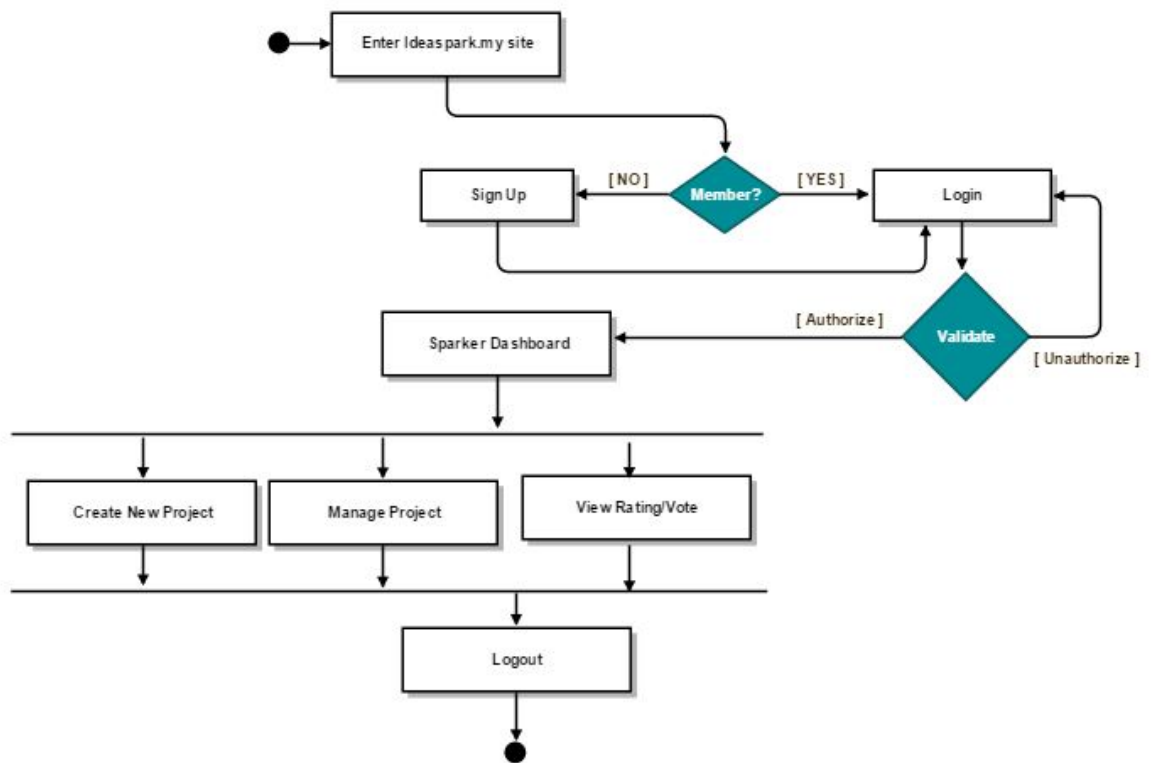 Enter Ideaspark.my site
[ NO ]
[ YES ]
Sign Up
Member?
Login
[ Authorize ]
Sparker Dashboard
Validate
[ Unauthorize ]
Create New Project
Manage Project
View Rating/Vote
Logout